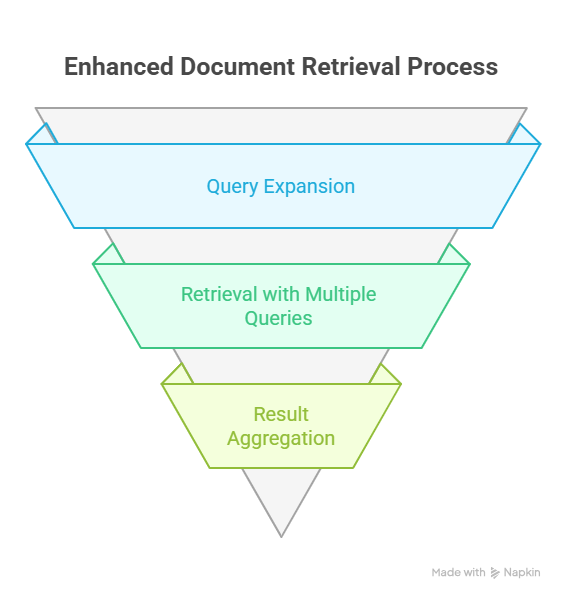 Enhanced Document Retrieval Process
Query Expansion
Retrieval with Multiple
Queries
Result
Aggregation
Made with Napkin